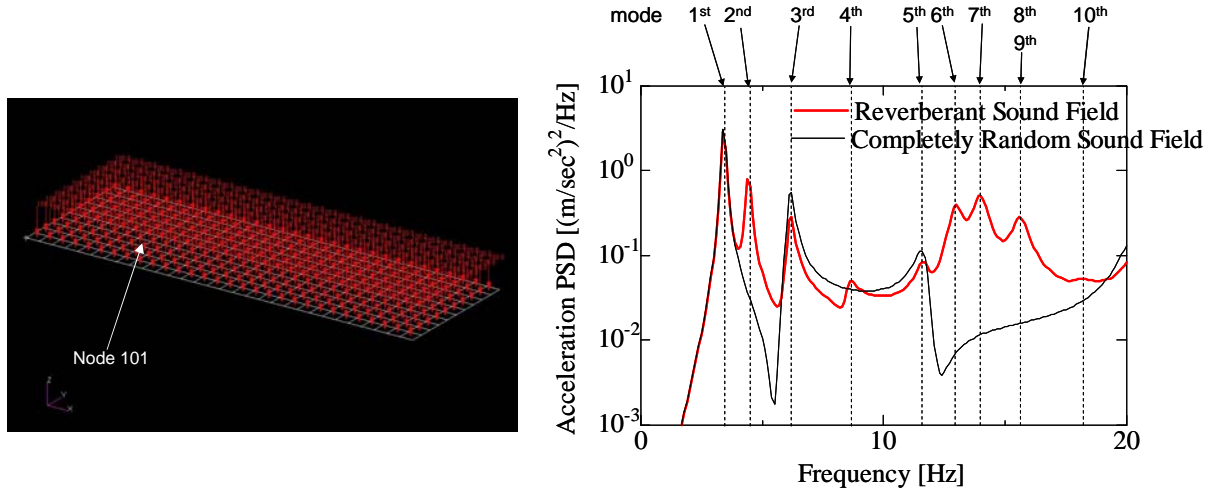 Node 101
Z
Y
X
mode 1st 2nd 3rd 4th 5th 6th 7th 8th 10th
9th
Acceleration PSD [(m/sec²)²/Hz]
10¹
10⁰
10⁻¹
10⁻²
10⁻³
Reverberant Sound Field
Completely Random Sound Field
0 10 20
Frequency [Hz]